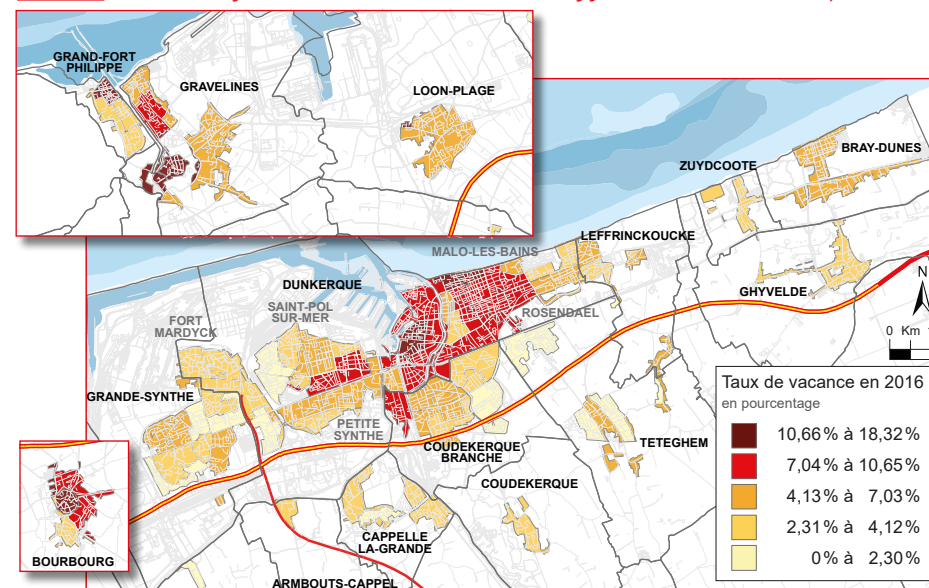 GRAND-FORT
PHILIPPE
GRAVELINES
LOON-PLAGE
ZUYDCOOTE
BRAY-DUNES
LEFFRINCKOUCKE
MALO-LES-BAINS
DUNKERQUE
GHYVELDE
N
SAINT-POL
SUR-MER
ROSENDAEL
FORT
MARDYCK
0 Km
Taux de vacance en 2016
en pourcentage
10,66% à 18,32%
7,04% à 10,65%
4,13% à 7,03%
2,31% à 4,12%
0% à 2,30%
GRANDE-SYNTHE
PETITE
SYNTHE
COUDEKERQUE
BRANCHE
TETEGHEM
COUDEKERQUE
CAPPELLE
LA-GRANDE
BOURBOURG
ARMBOUTS-CAPPEL